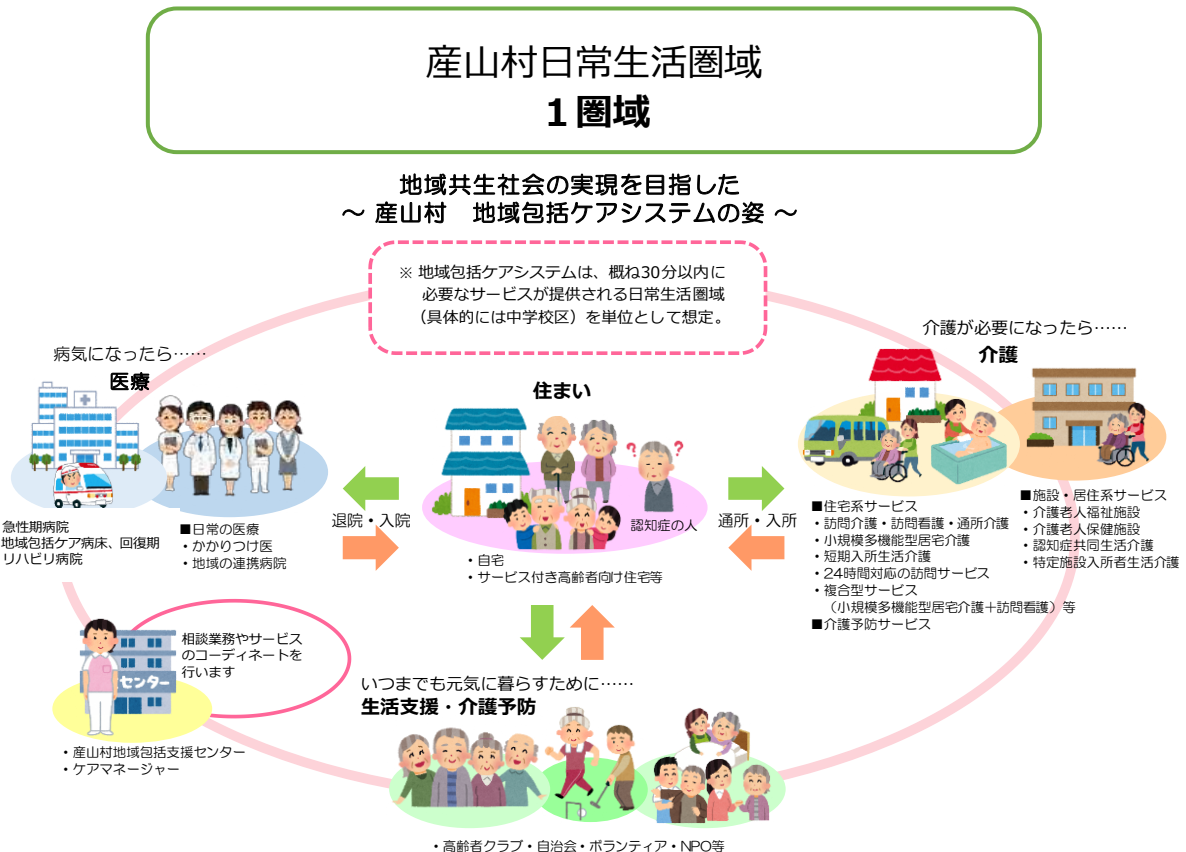 産山村日常生活圏域
1圏域
地域共生社会の実現を目指した
～ 産山村　地域包括ケアシステムの姿 ～
※ 地域包括ケアシステムは、概ね30分以内に
必要なサービスが提供される日常生活圏域
（具体的には中学校区）を単位として想定。
病気になったら……
医療
急性期病院
地域包括ケア病床、回復期
リハビリ病院
■日常の医療
・かかりつけ医
・地域の連携病院
退院・入院
住まい
? ?
認知症の人
・自宅
・サービス付き高齢者向け住宅等
通所・入所
介護が必要になったら……
介護
■住宅系サービス
・訪問介護・訪問看護・通所介護
・小規模多機能型居宅介護
・短期入所生活介護
・24時間対応の訪問サービス
・複合型サービス
（小規模多機能型居宅介護＋訪問看護）等
■介護予防サービス
■施設・居住系サービス
・介護老人福祉施設
・介護老人保健施設
・認知症共同生活介護
・特定施設入所者生活介護
相談業務やサービス
のコーディネートを
行います
センター
・産山村地域包括支援センター
・ケアマネージャー
いつまでも元気に暮らすために……
生活支援・介護予防
・高齢者クラブ・自治会・ボランティア・NPO等